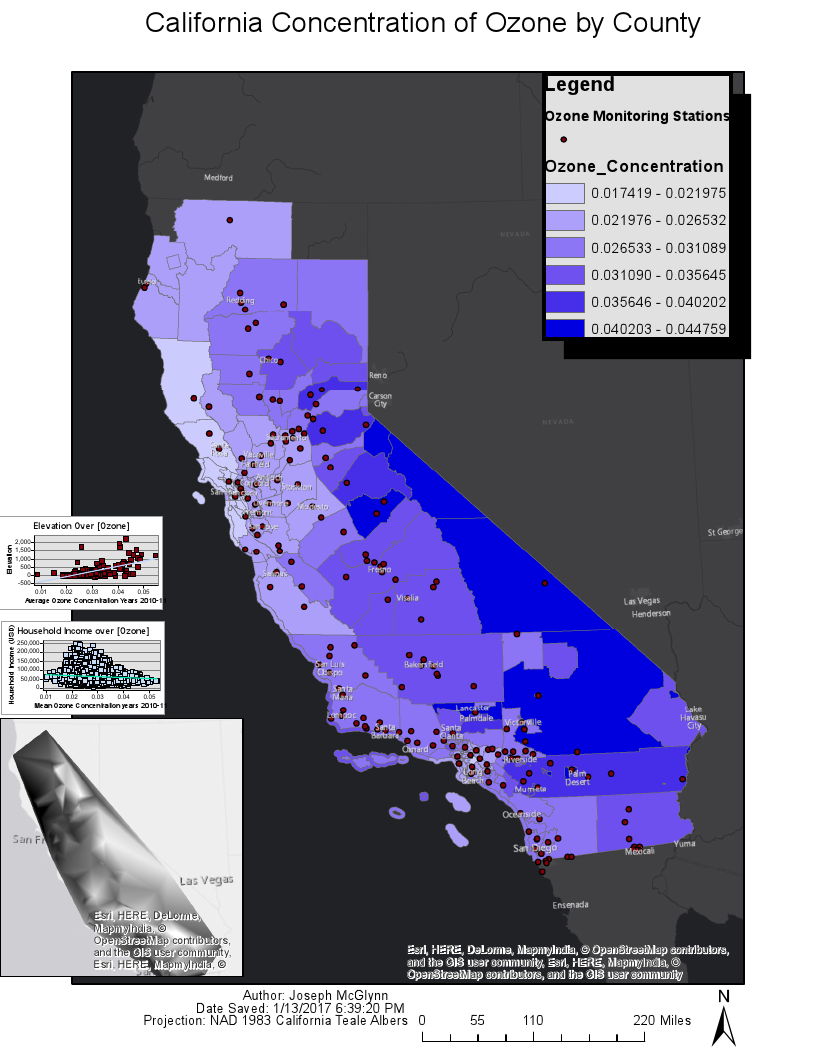 California Concentration of Ozone by County
Legend
Ozone Monitoring Stations
Ozone_Concentration
0.017419 - 0.021975
0.021976 - 0.026532
0.026533 - 0.031089
0.031090 - 0.035645
0.035646 - 0.040202
0.040203 - 0.044759
Medford
NEVADA
Redding
Chico
Reno
Carson
City
NEVADA
St George
Las Vegas
Henderson
Fresno
Visalia
San Luis
Obispo
Bakersfield
Santa
Maria
Lompoc
Santa
Barbara
Santa
Clarita
Lancaster
Palmdale
Victorville
Lake
Havasu
City
Oxnard
Long
Beach
Riverside
Palm
Desert
Murrieta
Oceanside
San Diego
Mexicali
Yuma
Ensenada
Elevation Over [Ozone]
Elevation
2,000
1,500
1,000
500
0
-500
0.01 0.02 0.03 0.04 0.05
Average Ozone Concentration Years 2010-1
Household Income over [Ozone]
Household Income (USD)
250,000
200,000
150,000
100,000
50,000
0
0.01 0.02 0.03 0.04 0.05
Mean Ozone Concentration years 2010-1
San Fr
Las Vegas
Esri, HERE, DeLorme,
MapmyIndia, ©
OpenStreetMap contributors,
and the GIS user community,
Esri, HERE, MapmyIndia, ©
Esri, HERE, DeLorme, MapmyIndia, © OpenStreetMap contributors,
and the GIS user community, Esri, HERE, MapmyIndia, ©
OpenStreetMap contributors, and the GIS user community
Author: Joseph McGlynn
Date Saved: 1/13/2017 6:39:20 PM
Projection: NAD 1983 California Teale Albers
0 55 110 220 Miles
N